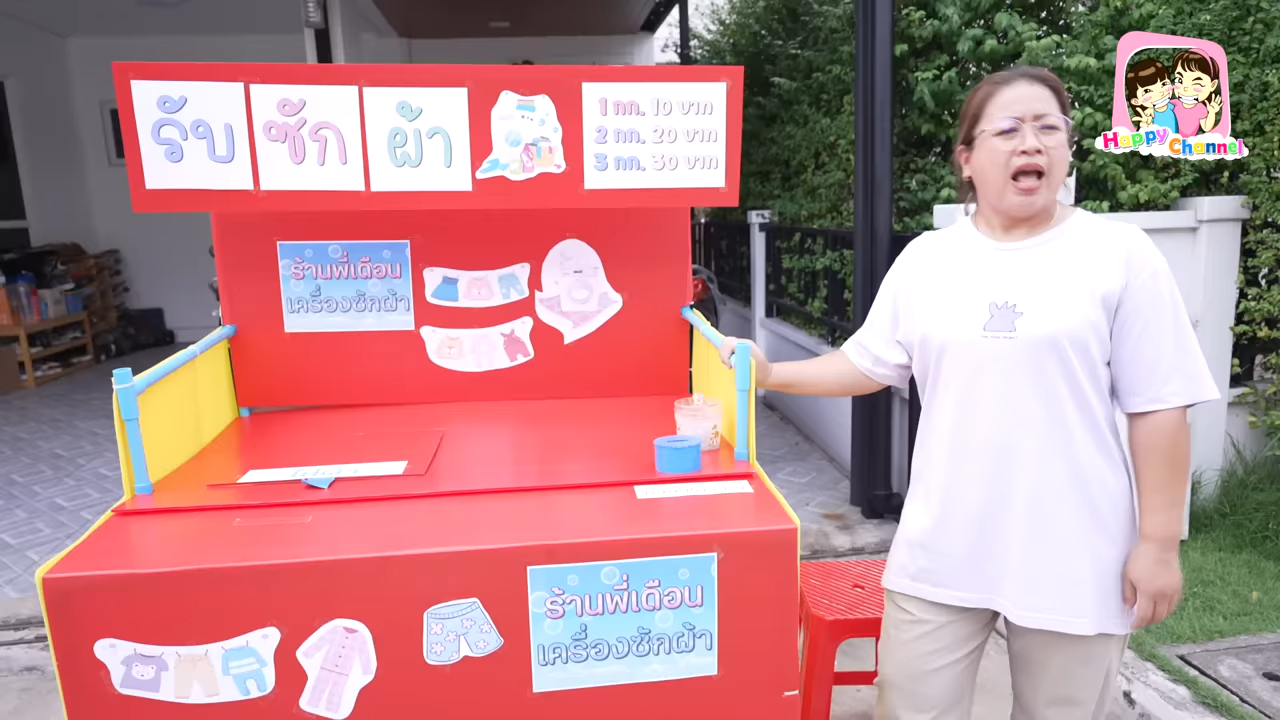 รับ ซัก ผ้า
1 กก. 10 บาท
2 กก. 20 บาท
3 กก. 30 บาท
Happy Channel
ร้านพี่เดือน
เครื่องซักผ้า
ร้านพี่เดือน
เครื่องซักผ้า